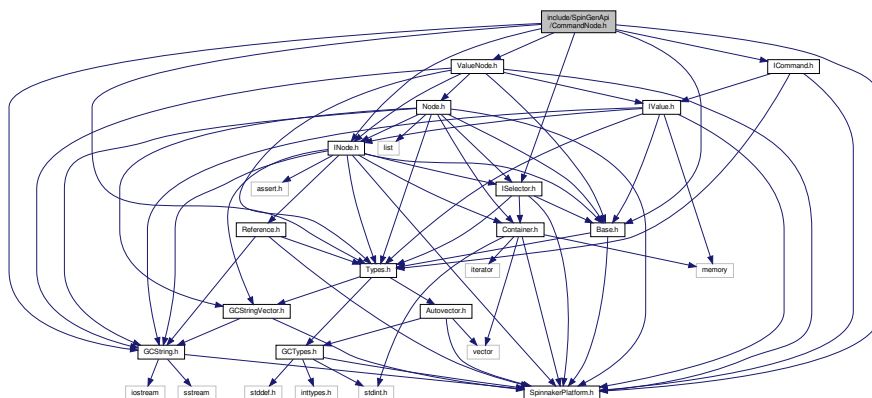 include/SpinGenApi
/CommandNode.h
ValueNode.h
ICommand.h
Node.h
IValue.h
INode.h
list
assert.h
ISelector.h
Reference.h
Container.h
Base.h
Types.h
iterator
memory
GCStringVector.h
Autovector.h
GCString.h
GCTypes.h
vector
iostream
sstream
stddef.h
inttypes.h
stdint.h
SpinnakerPlatform.h